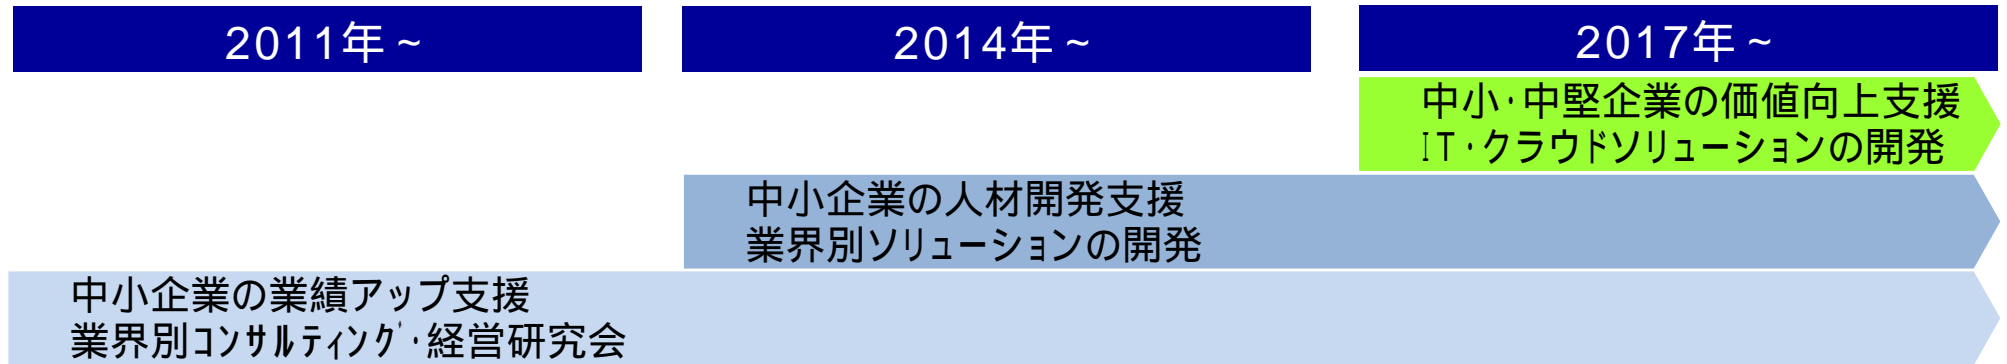 2011年~
2014年~
2017年~
中小・中堅企業の価値向上支援
IT・クラウドソリューションの開発
中小企業の人材開発支援
業界別ソリューションの開発
中小企業の業績アップ支援
業界別コンサルティング・経営研究会